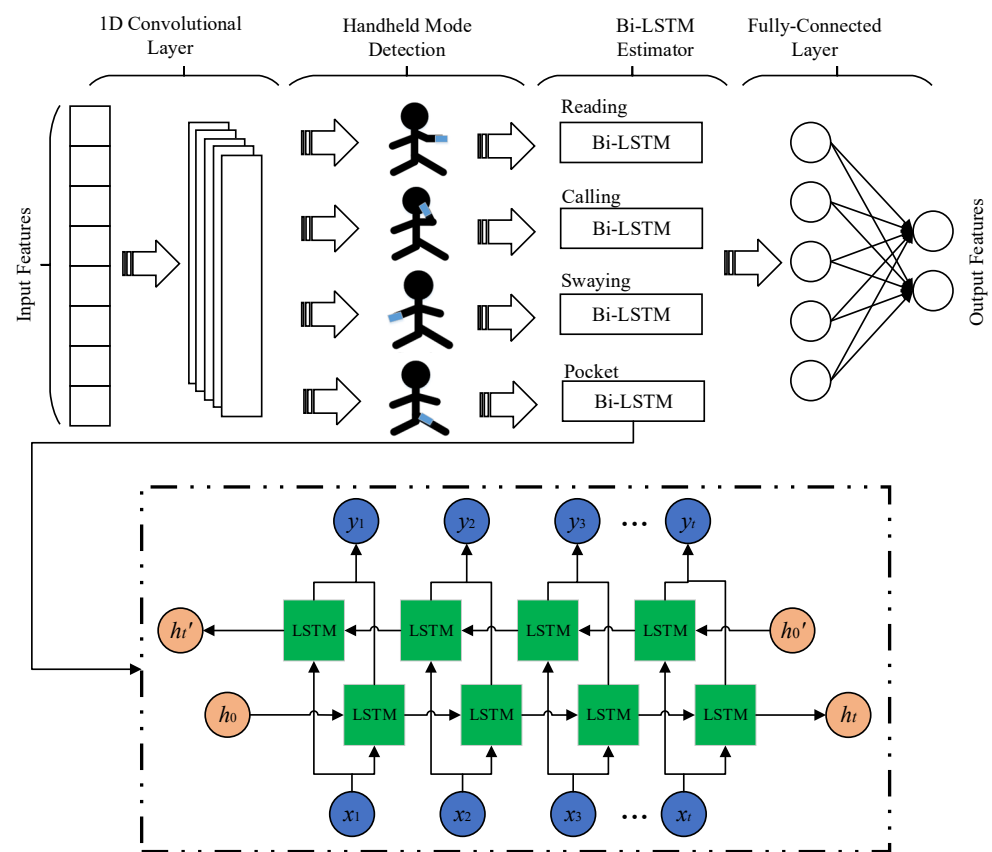 1D Convolutional
Layer
Handheld Mode
Detection
Bi-LSTM
Estimator
Fully-Connected
Layer
Input Features
Reading
Bi-LSTM
Calling
Bi-LSTM
Swaying
Bi-LSTM
Pocket
Bi-LSTM
Output Features
y1 y2 y3 ... yt
ht′ LSTM LSTM LSTM LSTM h0′
h0 LSTM LSTM LSTM LSTM ht
x1 x2 x3 ... xt